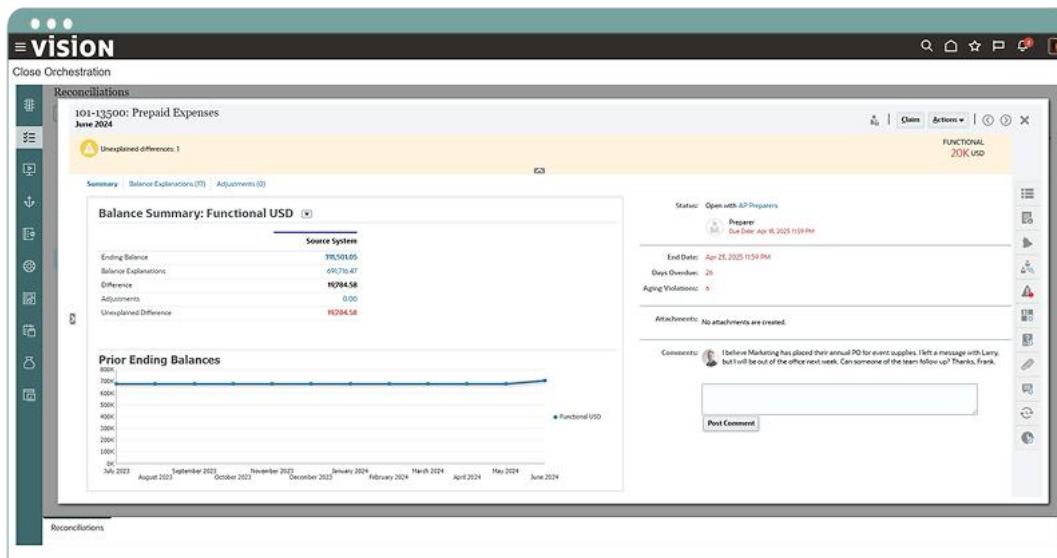 VISION
Close Orchestration
Reconciliations
101-13500: Prepaid Expenses
June 2024
Claim Actions
Unexplained differences: 1
FUNCTIONAL
20K USD
Summary Balance Explanations (17) Adjustments (0)
Balance Summary: Functional USD
Source System
Ending Balance
Balance Explanations 691,716.47
Difference 19,784.58
Adjustments 0.00
Unexplained Difference 19,784.58
Prior Ending Balances
800K
700K
600K
500K
400K
300K
200K
100K
0K
July 2023 September 2023 November 2023 January 2024 March 2024 May 2024
August 2023 October 2023 December 2023 February 2024 April 2024 June 2024
Functional USD
Status: Open with AP Preparers
Preparer
Due Date: Apr 18, 2025 11:59 PM
End Date: Apr 23, 2025 11:59 PM
Days Overdue: 26
Aging Violations: 6
Attachments: No attachments are created.
Comments: I believe Marketing has placed their annual PO for event supplies. I left a message with Larry,
but I will be out of the office next week. Can someone of the team follow up? Thanks, Frank.
Post Comment
Reconciliations